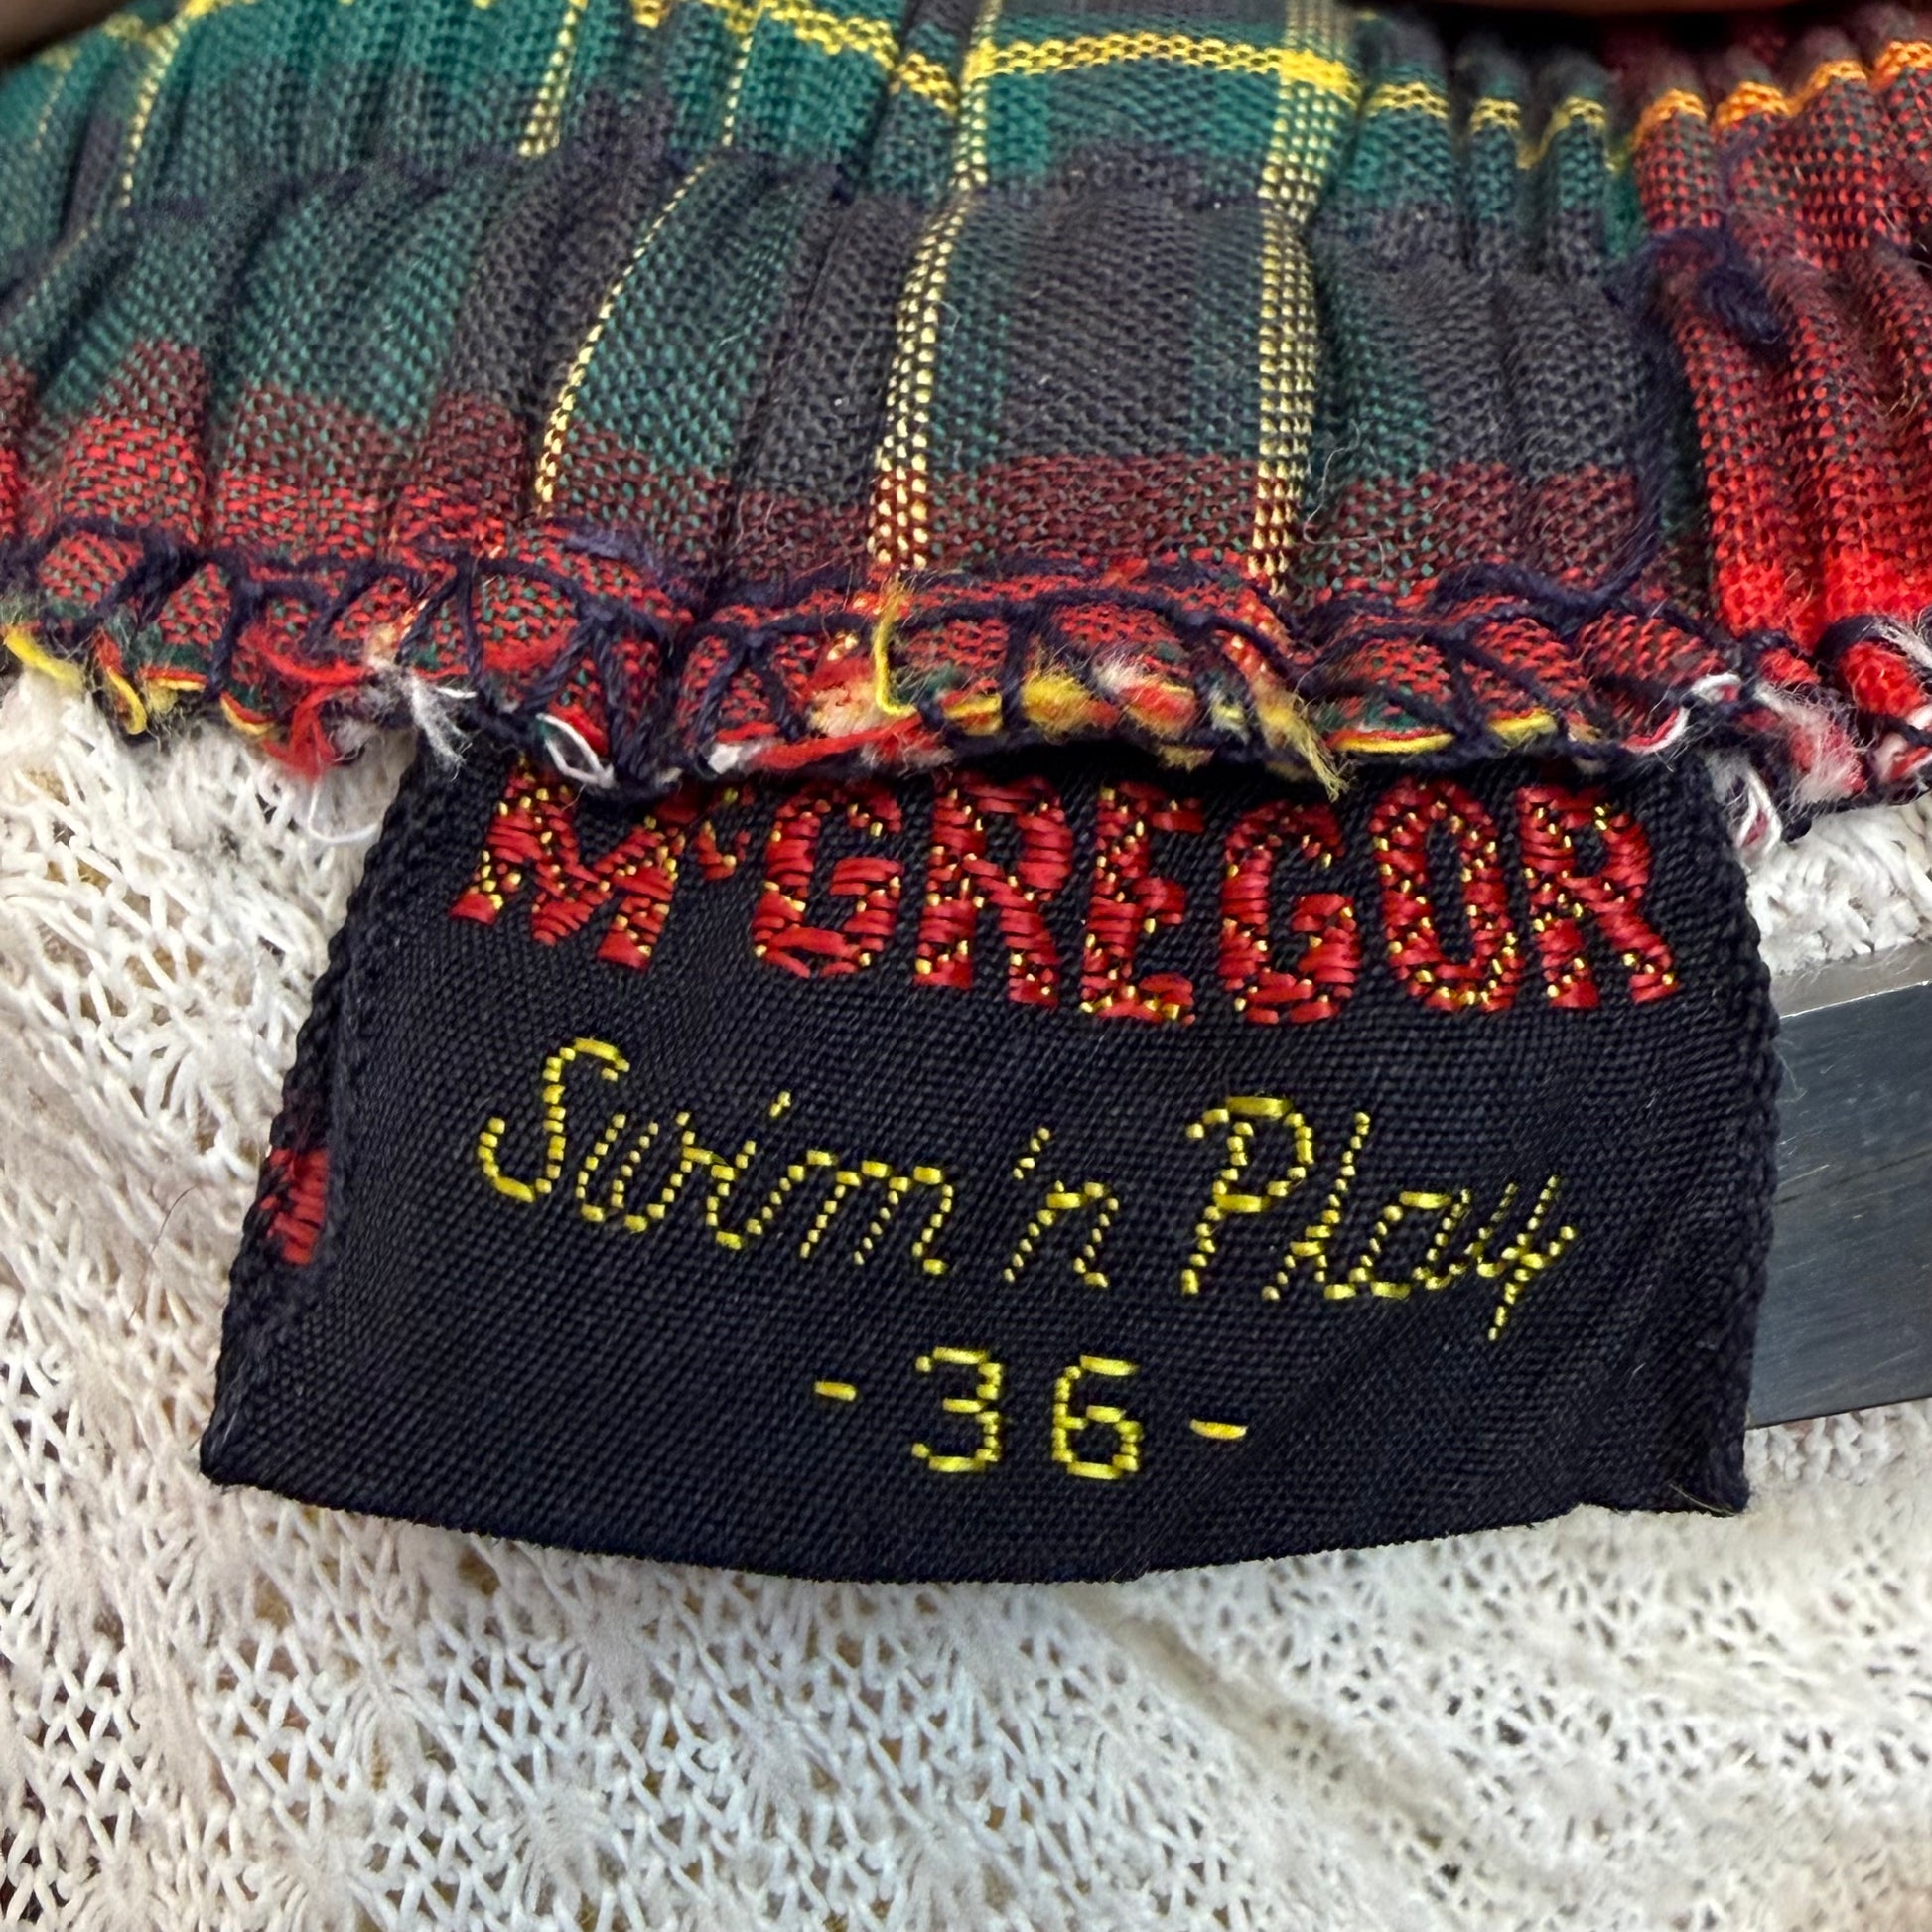 McGREGOR
Swim 'n Play
- 36 -